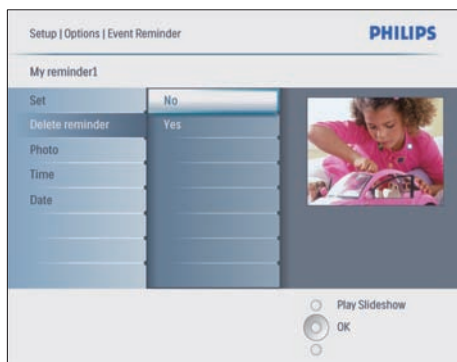 Setup | Options | Event Reminder
PHILIPS
My reminder1
Set
No
Delete reminder
Yes
Photo
Time
Date
Play Slideshow
OK